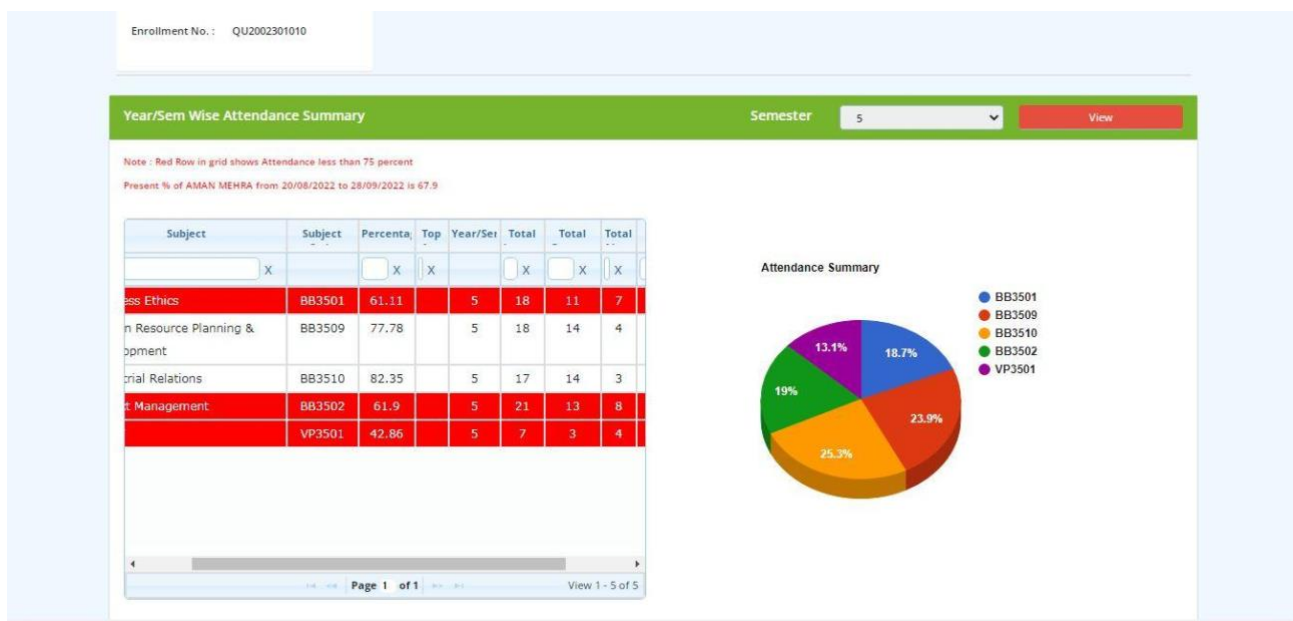 Enrollment No. : QU2002301010
Year/Sem Wise Attendance Summary Semester 5 View
Note : Red Row in grid shows Attendance less than 75 percent
Present % of AMAN MEHRA from 20/08/2022 to 28/09/2022 is 67.9
Subject Subject Percenta Top Year/Ser Total Total Total
X X X X X X
ess Ethics BB3501 61.11 5 18 11 7
n Resource Planning & BB3509 77.78 5 18 14 4
opment
trial Relations BB3510 82.35 5 17 14 3
t Management BB3502 61.9 5 21 13 8
VP3501 42.86 5 7 3 4
Page 1 of 1 View 1 - 5 of 5
Attendance Summary
BB3501
BB3509
BB3510
BB3502
VP3501
13.1% 18.7%
19%
23.9%
25.3%